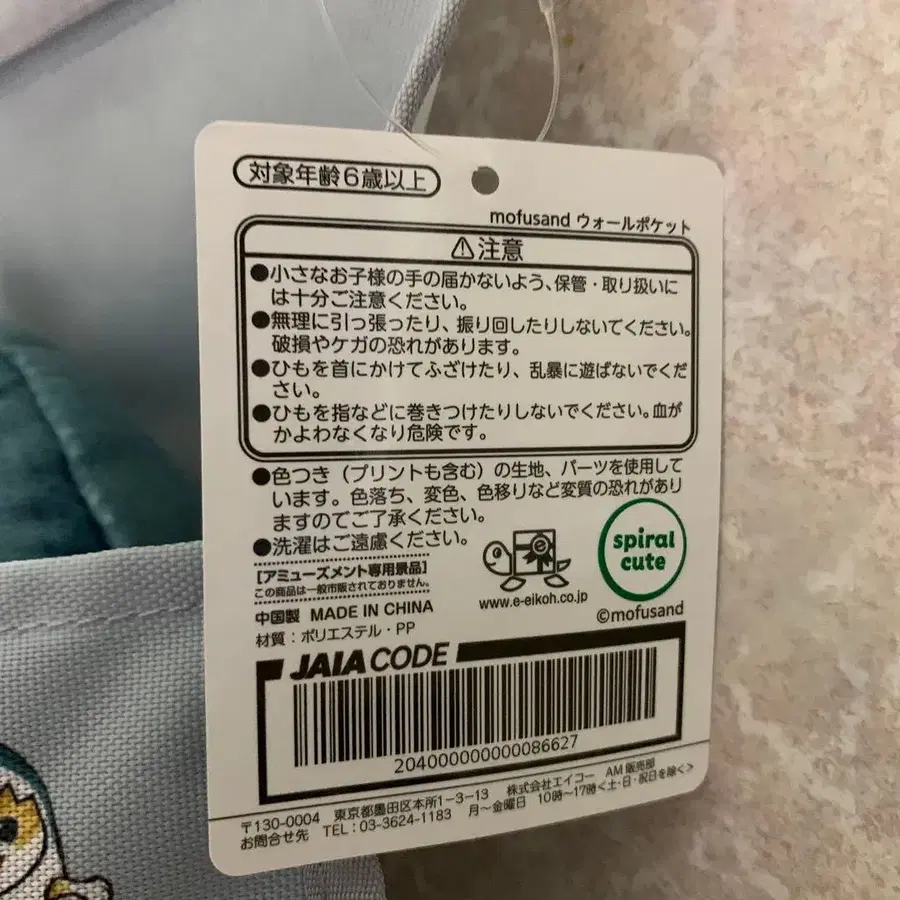 対象年齢6歳以上
mofusand ウォールポケット
⚠注意
●小さなお子様の手の届かないよう、保管・取り扱いに
は十分ご注意ください。
●無理に引っ張ったり、振り回したりしないでください。
破損やケガの恐れがあります。
●ひもを首にかけてふざけたり、乱暴に遊ばないでくだ
さい。
●ひもを指などに巻きつけたりしないでください。血が
かよわなくなり危険です。
●色つき（プリントも含む）の生地、パーツを使用して
います。色落ち、変色、色移りなど変質の恐れがあり
ますのでご了承ください。
●洗濯はご遠慮ください。
【アミューズメント専用景品】
この商品は一般市販されておりません。
中国製 MADE IN CHINA
材質：ポリエステル・PP
e
www.e-eikoh.co.jp
spiral
cute
©mofusand
JAIA CODE
204000000000086627
〒130-0004 東京都墨田区本所1-3-13 株式会社エイコー AM販売部
お問合せ先 TEL：03-3624-1183 月～金曜日 10時～17時＜土・日・祝日を除く＞